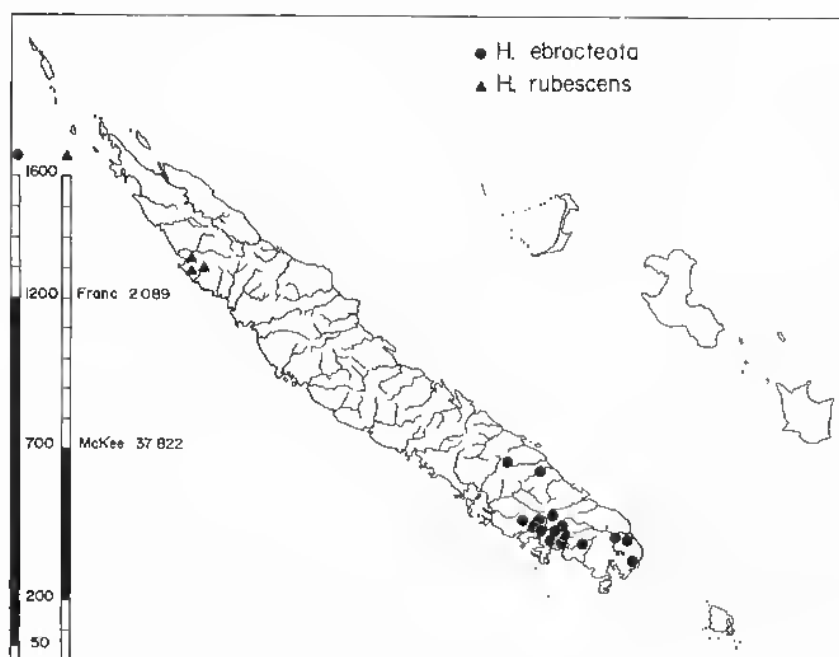 ● H. ebracteata
▲ H. rubescens
1600
1200 Franc 2089
700 McKee 37822
200
50